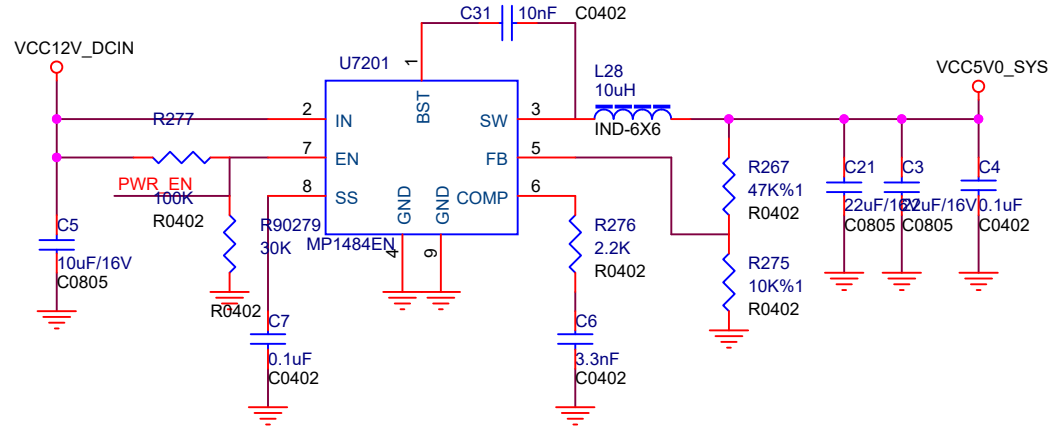 C31
10nF
C0402
VCC12V_DCIN
U7201
1
BST
L28
10uH
IND-6X6
VCC5V0_SYS
2
IN
SW
3
R277
7
EN
FB
5
PWR_EN
100K
R0402
8
SS
COMP
6
GND
GND
4
9
MP1484EN
C5
10uF/16V
C0805
R90279
30K
R0402
C7
0.1uF
C0402
R276
2.2K
R0402
C6
3.3nF
C0402
R267
47K%1
R0402
R275
10K%1
R0402
C21
22uF/16V
C0805
C3
22uF/16V
C0805
C4
0.1uF
C0402